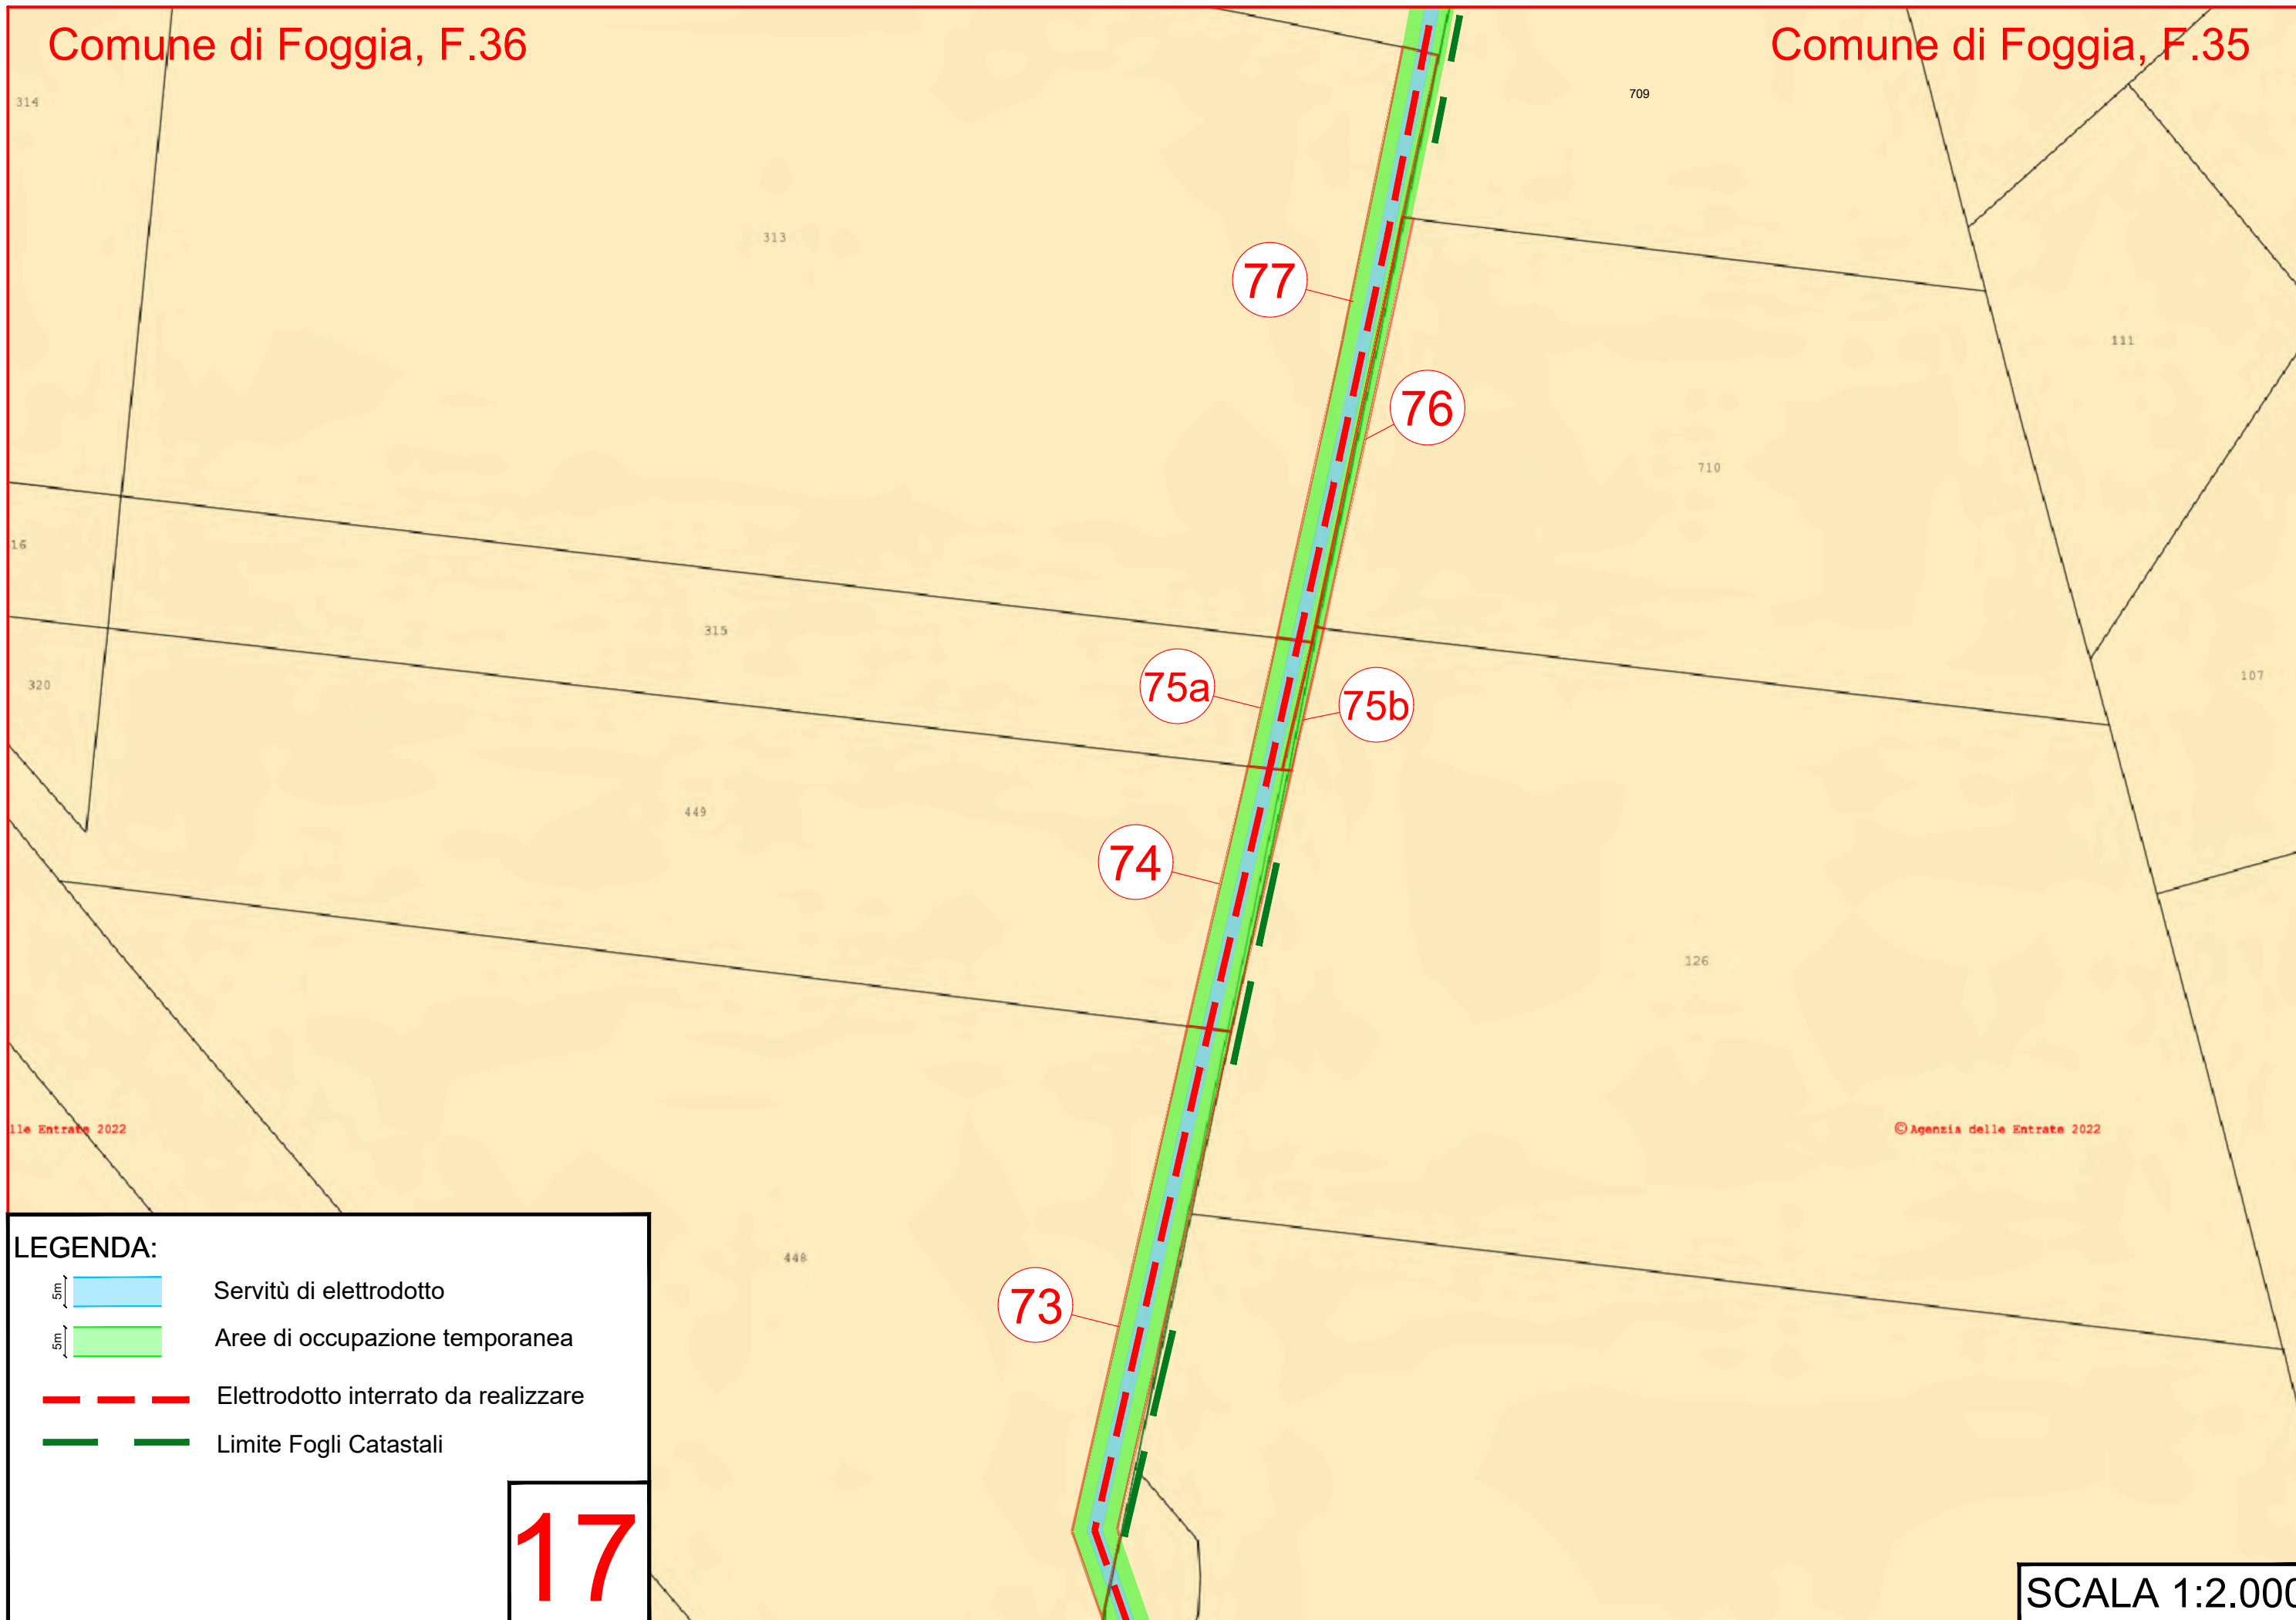 Comune di Foggia, F.36
Comune di Foggia, F.35
314
709
313
77
111
76
710
16
315
320
75a
75b
107
449
74
126
lle Entrate 2022
© Agenzia delle Entrate 2022
448
73
LEGENDA:
5m
Servitù di elettrodotto
5m
Aree di occupazione temporanea
Elettrodotto interrato da realizzare
Limite Fogli Catastali
17
SCALA 1:2.000